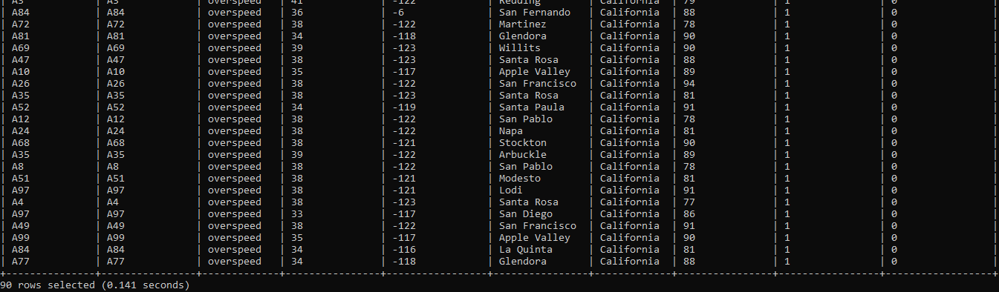 | A3 | A3 | overspeed | 41 | -122 | Redding | California | 79 | 1 | 0 |
| A84 | A84 | overspeed | 36 | -6 | San Fernando | California | 88 | 1 | 0 |
| A72 | A72 | overspeed | 38 | -122 | Martinez | California | 78 | 1 | 0 |
| A81 | A81 | overspeed | 34 | -118 | Glendora | California | 90 | 1 | 0 |
| A69 | A69 | overspeed | 39 | -123 | Willits | California | 90 | 1 | 0 |
| A47 | A47 | overspeed | 38 | -123 | Santa Rosa | California | 88 | 1 | 0 |
| A10 | A10 | overspeed | 35 | -117 | Apple Valley | California | 89 | 1 | 0 |
| A26 | A26 | overspeed | 38 | -122 | San Francisco | California | 94 | 1 | 0 |
| A35 | A35 | overspeed | 38 | -123 | Santa Rosa | California | 81 | 1 | 0 |
| A52 | A52 | overspeed | 34 | -119 | Santa Paula | California | 91 | 1 | 0 |
| A12 | A12 | overspeed | 38 | -122 | San Pablo | California | 78 | 1 | 0 |
| A24 | A24 | overspeed | 38 | -122 | Napa | California | 81 | 1 | 0 |
| A68 | A68 | overspeed | 38 | -121 | Stockton | California | 90 | 1 | 0 |
| A35 | A35 | overspeed | 39 | -122 | Arbuckle | California | 89 | 1 | 0 |
| A8 | A8 | overspeed | 38 | -122 | San Pablo | California | 78 | 1 | 0 |
| A51 | A51 | overspeed | 38 | -121 | Modesto | California | 81 | 1 | 0 |
| A97 | A97 | overspeed | 38 | -121 | Lodi | California | 91 | 1 | 0 |
| A4 | A4 | overspeed | 38 | -123 | Santa Rosa | California | 77 | 1 | 0 |
| A97 | A97 | overspeed | 33 | -117 | San Diego | California | 86 | 1 | 0 |
| A49 | A49 | overspeed | 38 | -122 | San Francisco | California | 91 | 1 | 0 |
| A99 | A99 | overspeed | 35 | -117 | Apple Valley | California | 90 | 1 | 0 |
| A84 | A84 | overspeed | 34 | -116 | La Quinta | California | 81 | 1 | 0 |
| A77 | A77 | overspeed | 34 | -118 | Glendora | California | 88 | 1 | 0 |
90 rows selected (0.141 seconds)